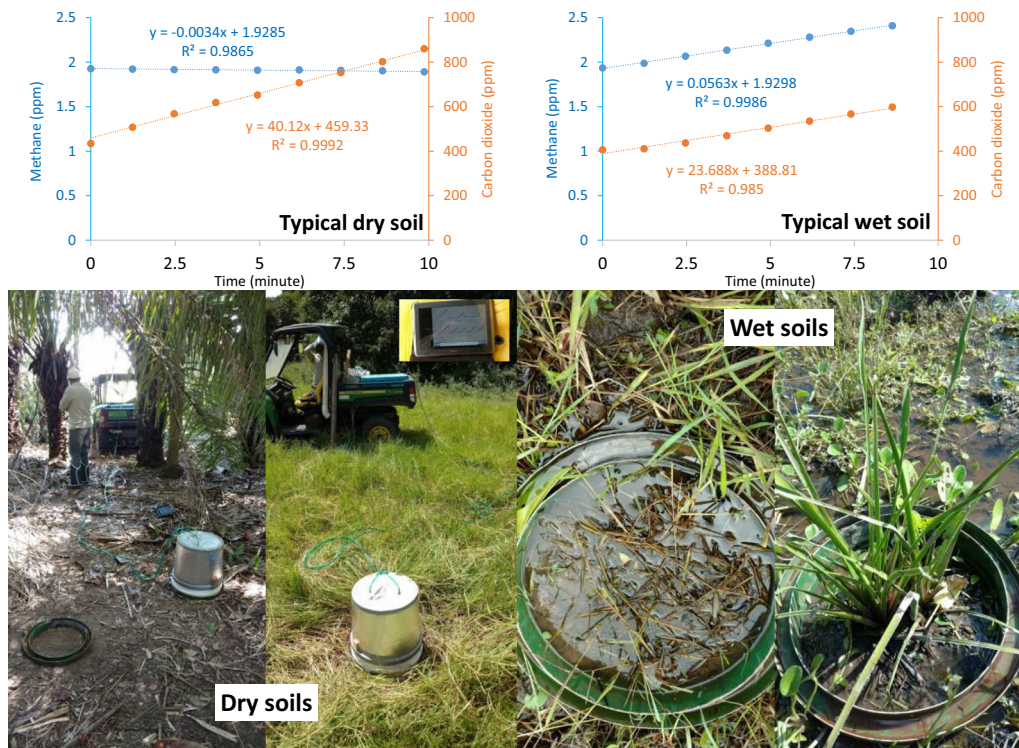 2.5
2
1.5
1
0.5
0
Methane (ppm)
y = -0.0034x + 1.9285
R² = 0.9865
y = 40.12x + 459.33
R² = 0.9992
Typical dry soil
1000
800
600
400
200
0
Carbon dioxide (ppm)
0 2.5 5 7.5 10
Time (minute)
2.5
2
1.5
1
0.5
0
Methane (ppm)
y = 0.0563x + 1.9298
R² = 0.9986
y = 23.688x + 388.81
R² = 0.985
Typical wet soil
1000
800
600
400
200
0
Carbon dioxide (ppm)
0 2.5 5 7.5 10
Time (minute)
Wet soils
Dry soils